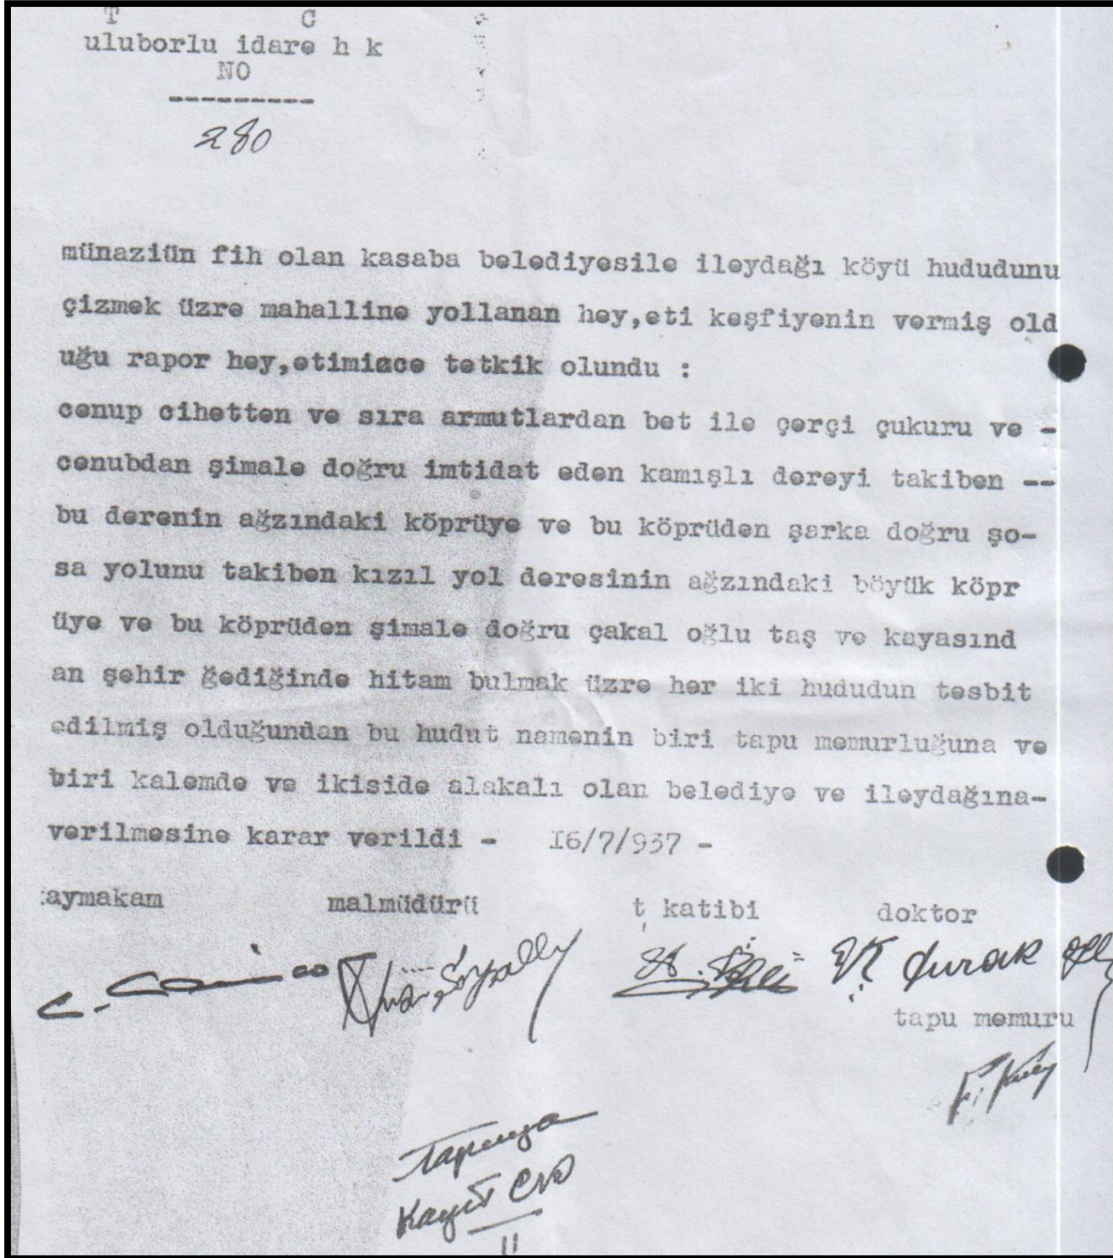 T C
uluborlu idare h k
NO
---------
280
münaziün fih olan kasaba belediyesile ileydağı köyü hududunu
çizmek üzre mahalline yollanan hey,eti keşfiyenin vermiş old
uğu rapor hey,etimizce tetkik olundu :
cenup cihetten ve sıra armutlardan bet ile çerçi çukuru ve -
cenubdan şimale doğru imtidat eden kamışlı dereyi takiben --
bu derenin ağzındaki köprüye ve bu köprüden şarka doğru şo-
sa yolunu takiben kızıl yol deresinin ağzındaki böyük köpr
üye ve bu köprüden şimale doğru çakal oğlu taş ve kayasınd
an şehir ğediğinde hitam bulmak üzre her iki hududun tesbit
edilmiş olduğundan bu hudut namenin biri tapu memurluğuna ve
biri kalemde ve ikiside alakalı olan belediye ve ileydağına-
verilmesine karar verildi - I6/7/937 -
aymakam malmüdürü t katibi doktor
durak
tapu memuru
Kayıt